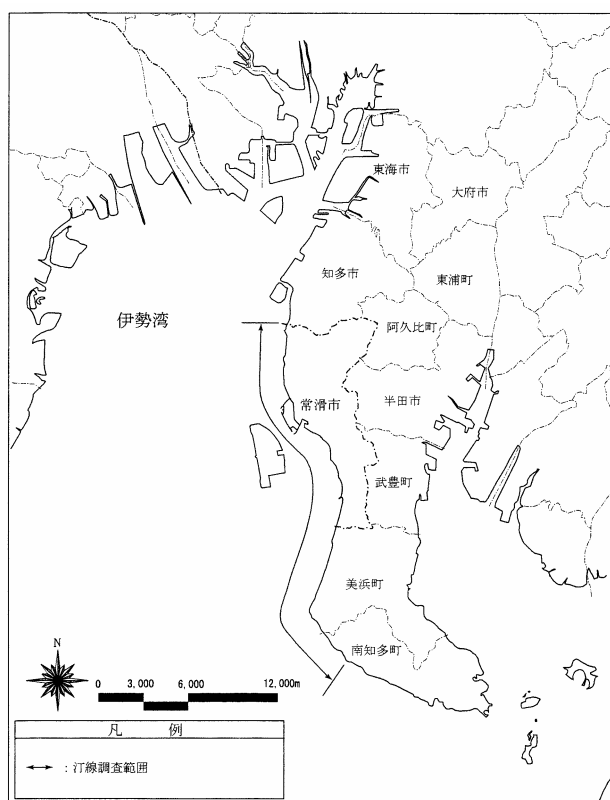 東海市
大府市
知多市
東浦町
伊勢湾
阿久比町
常滑市
半田市
武豊町
美浜町
南知多町
N
0 3,000 6,000 12,000m
凡 例
:汀線調査範囲